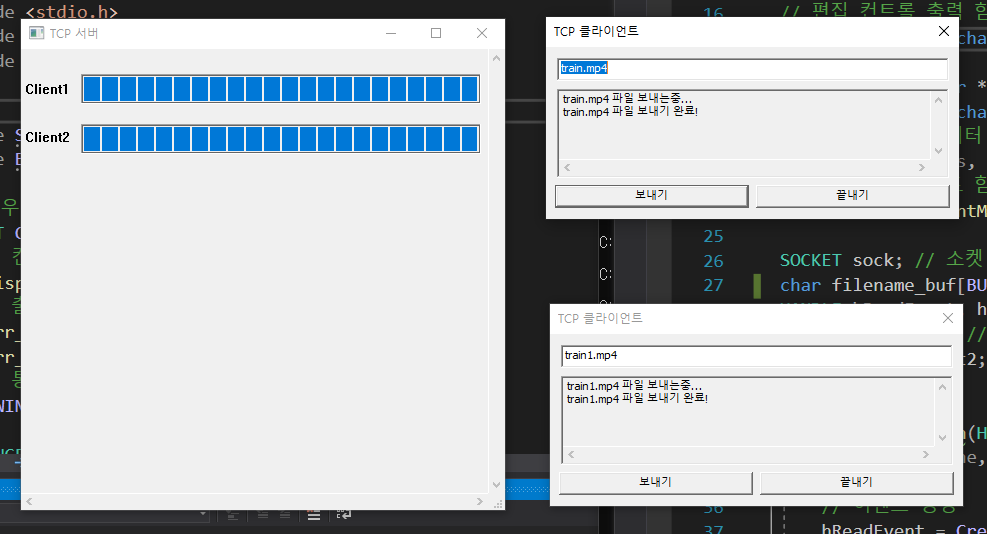 de <stdio.h>
TCP 서버
Client1
Client2
TCP 클라이언트
train.mp4
train.mp4 파일 보내는중...
train.mp4 파일 보내기 완료!
보내기
끝내기
TCP 클라이언트
train1.mp4
train1.mp4 파일 보내는중...
train1.mp4 파일 보내기 완료!
보내기
끝내기
16
// 편집 컨트롤 출력 함
25
26
SOCKET sock; // 소켓
27
char filename_buf[BU
C:
C:
36
37
hReadEvent = Cre